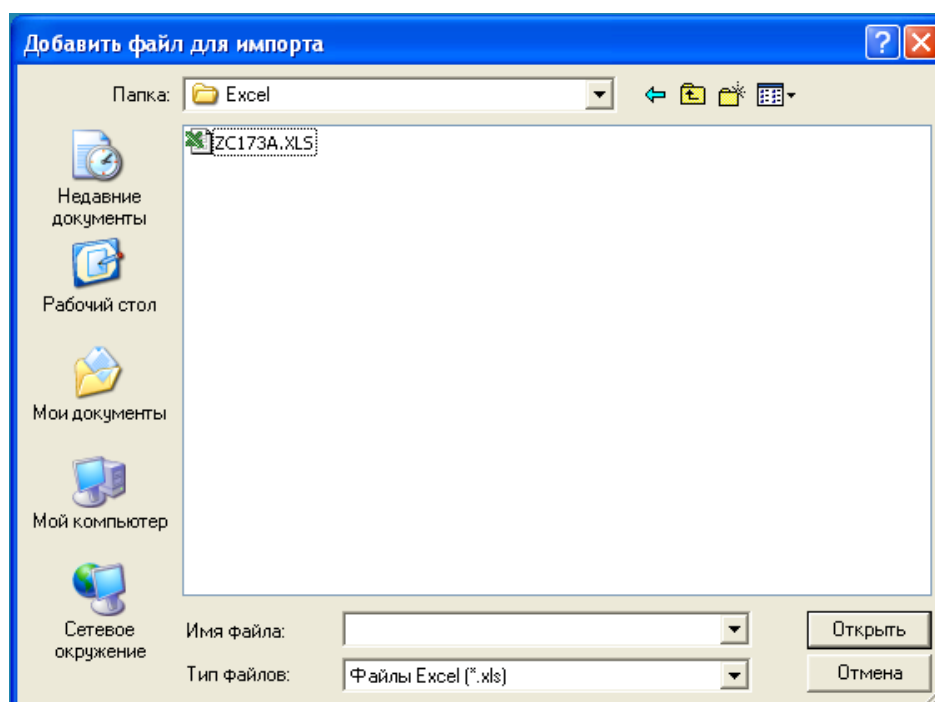 Добавить файл для импорта
Папка: Excel
ZC173A.XLS
Недавние
документы
Рабочий стол
Мои документы
Мой компьютер
Сетевое
окружение
Имя файла:
Открыть
Тип файлов: Файлы Excel (*.xls)
Отмена